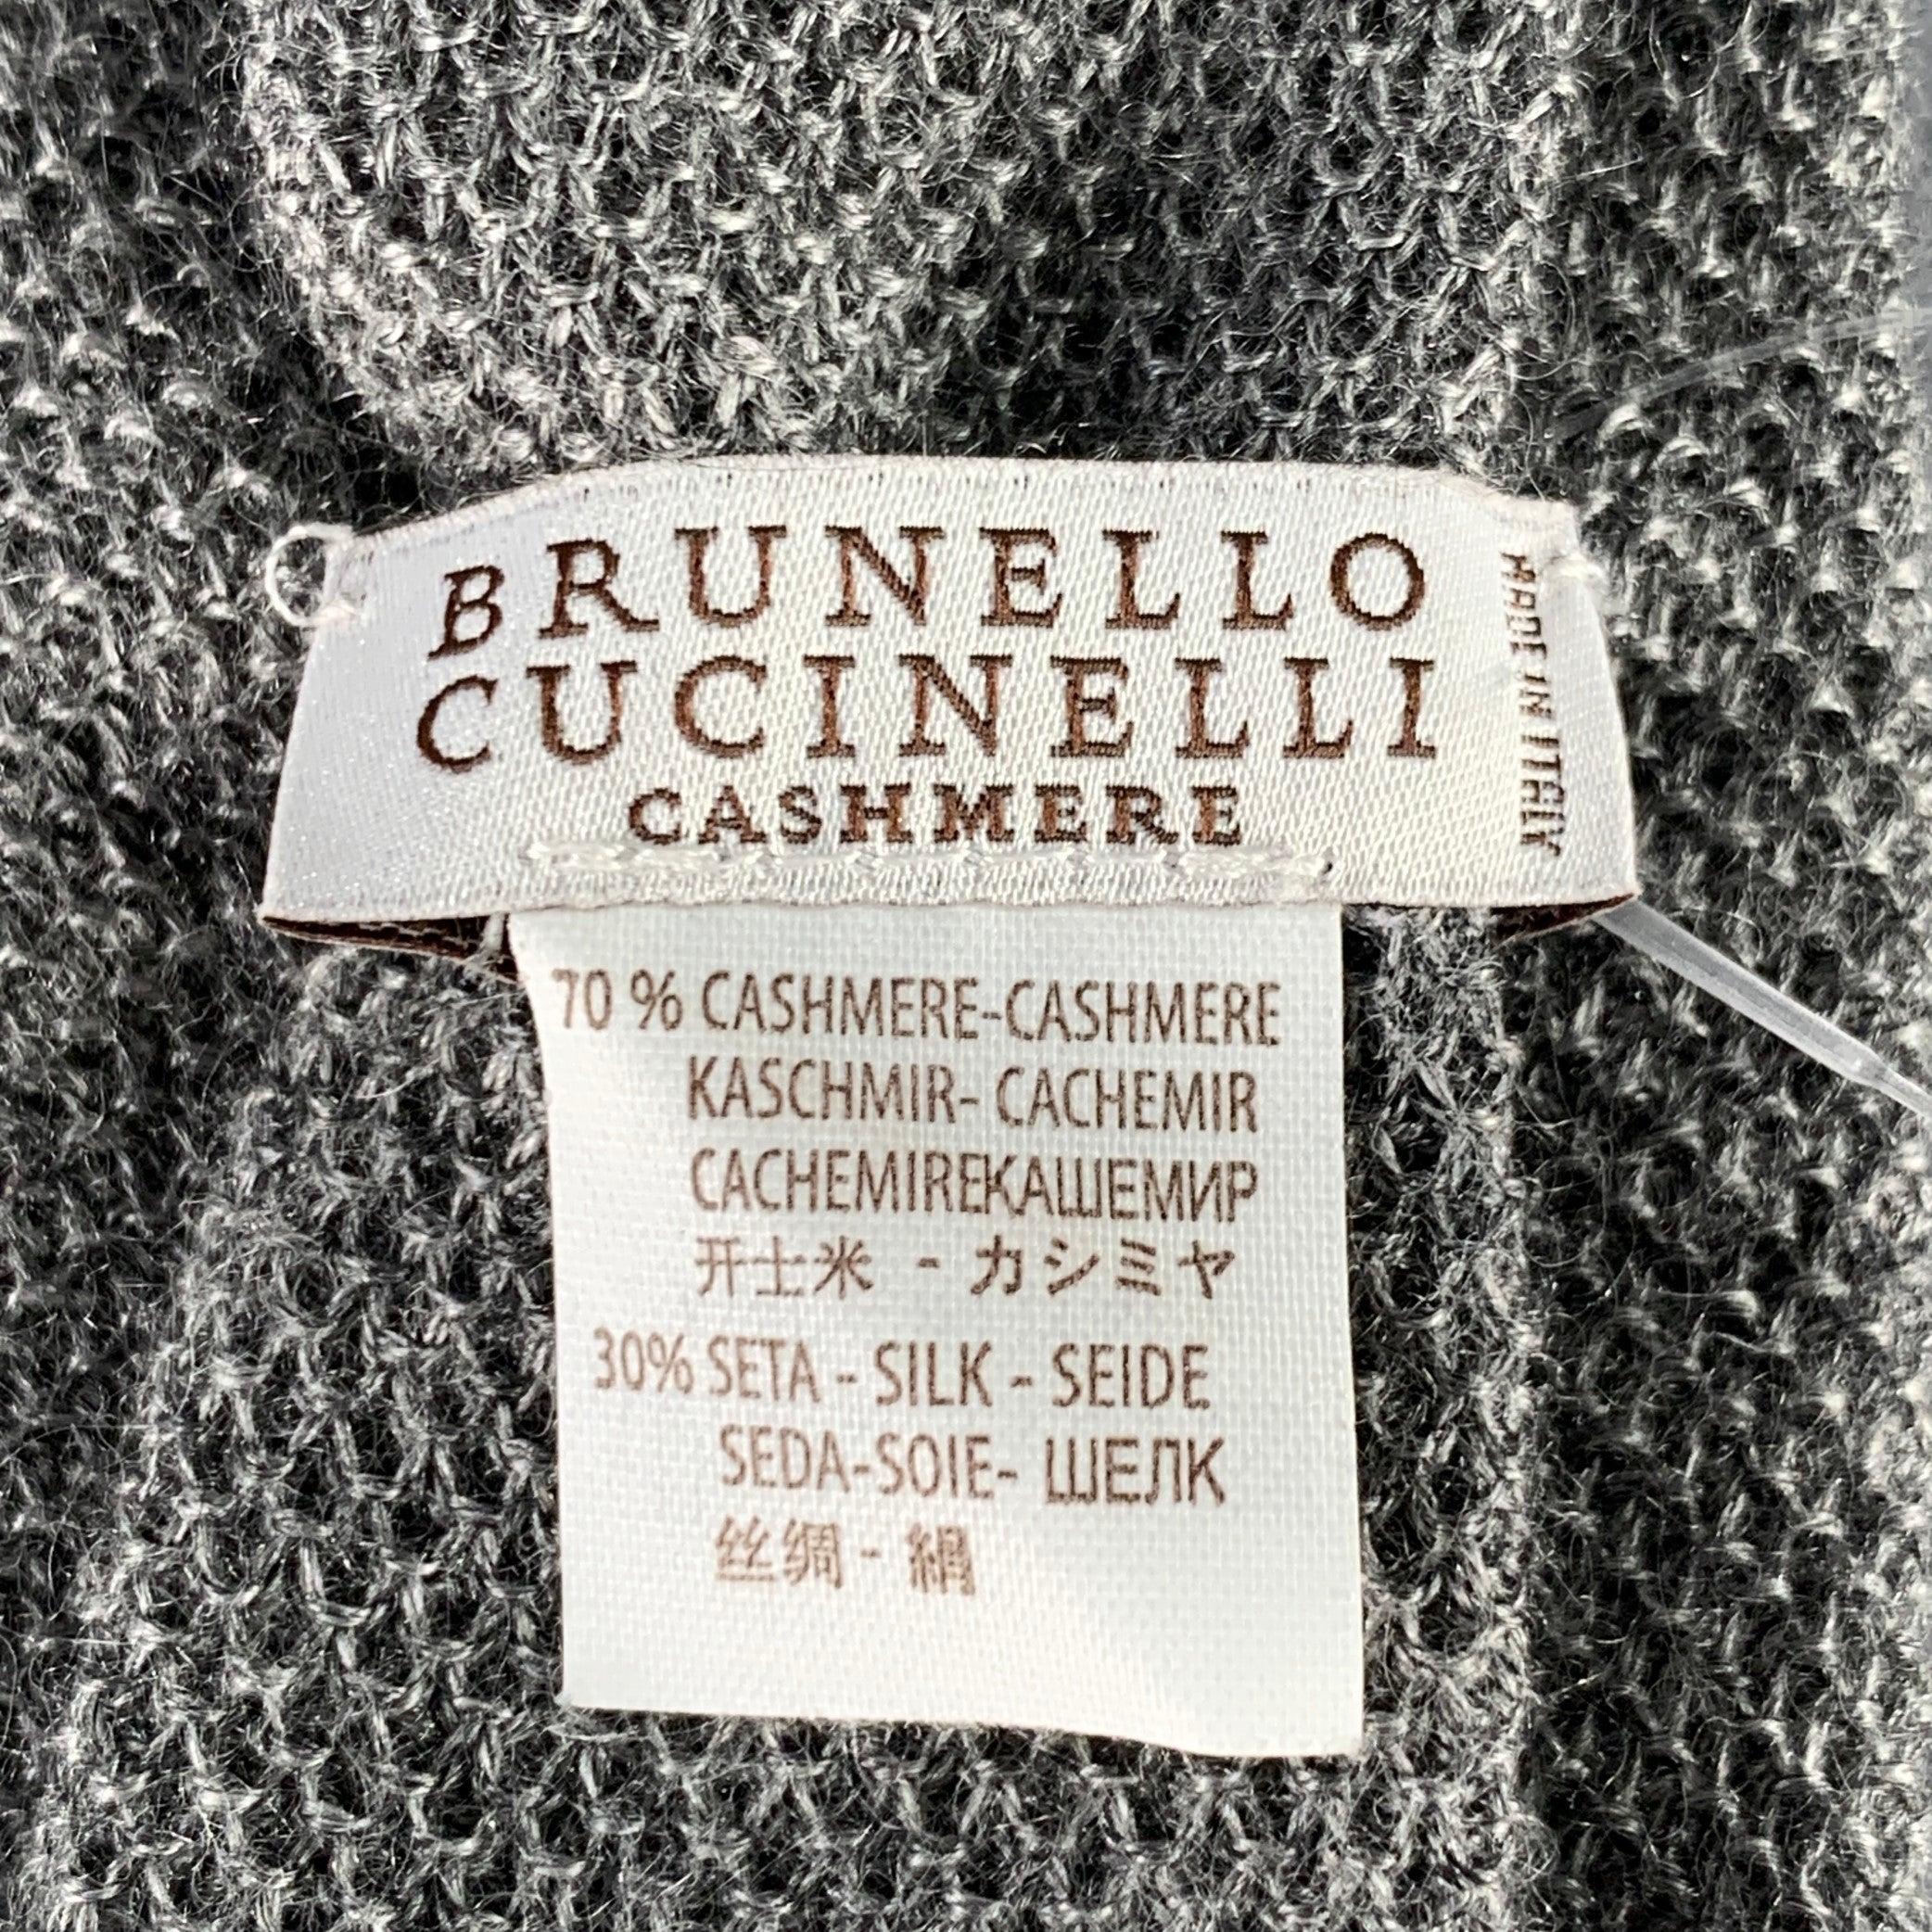 BRUNELLO
CUCINELLI
CASHMERE
MADE IN ITALY
70 % CASHMERE-CASHMERE
KASCHMIR- CACHEMIR
CACHEMIREКАШЕМИР
开士米 - カシミヤ
30% SETA - SILK - SEIDE
SEDA-SOIE- ШЕЛК
丝绸 - 絹